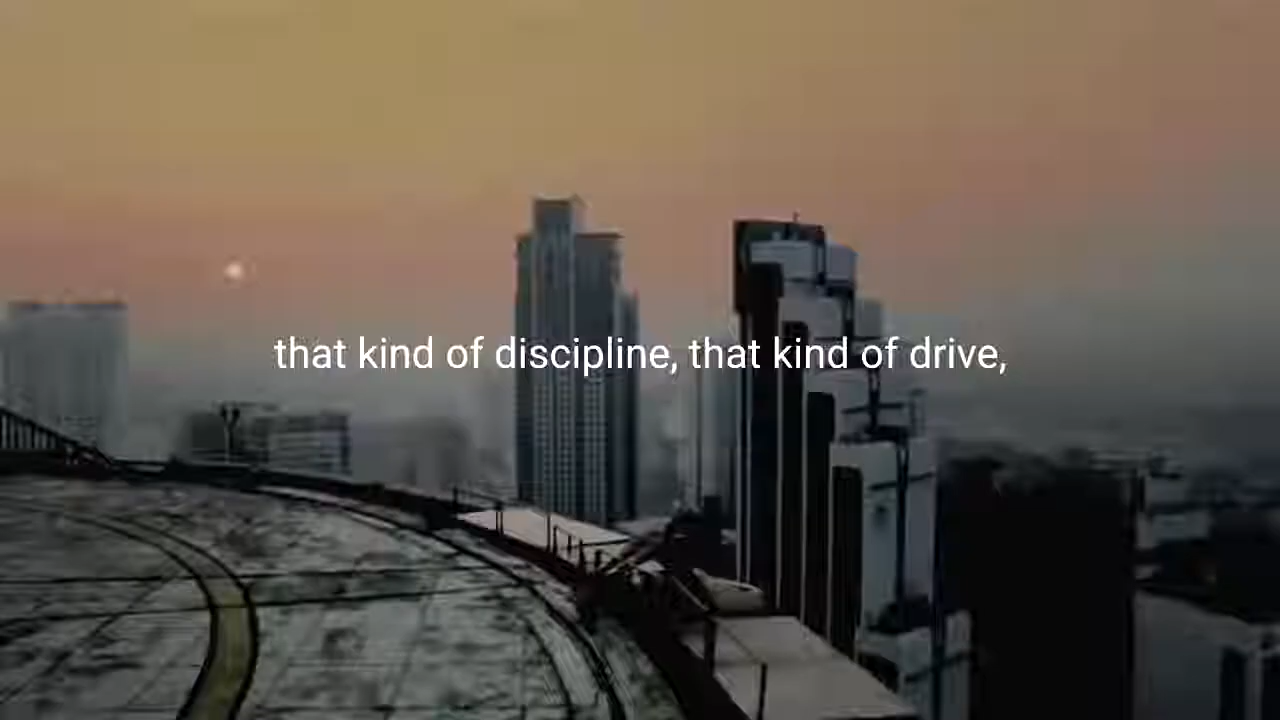 that kind of discipline, that kind of drive,